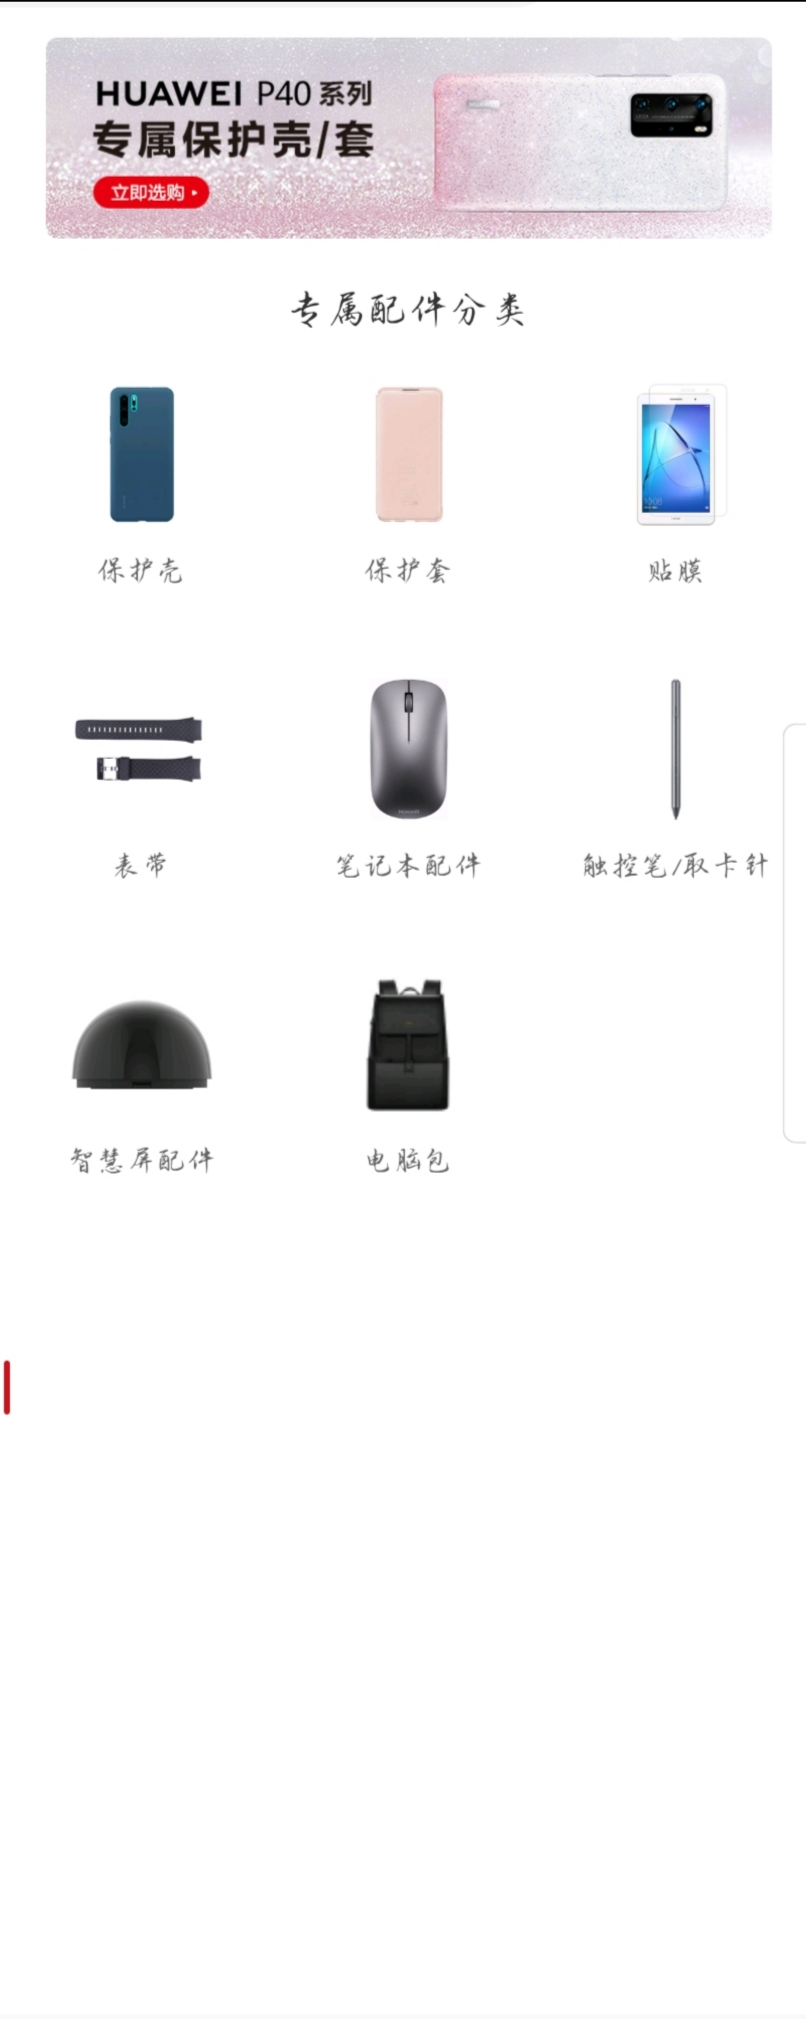 HUAWEI P40 系列
专属保护壳/套
立即选购
专属配件分类
保护壳
保护套
贴膜
表带
笔记本配件
触控笔/取卡针
智慧屏配件
电脑包